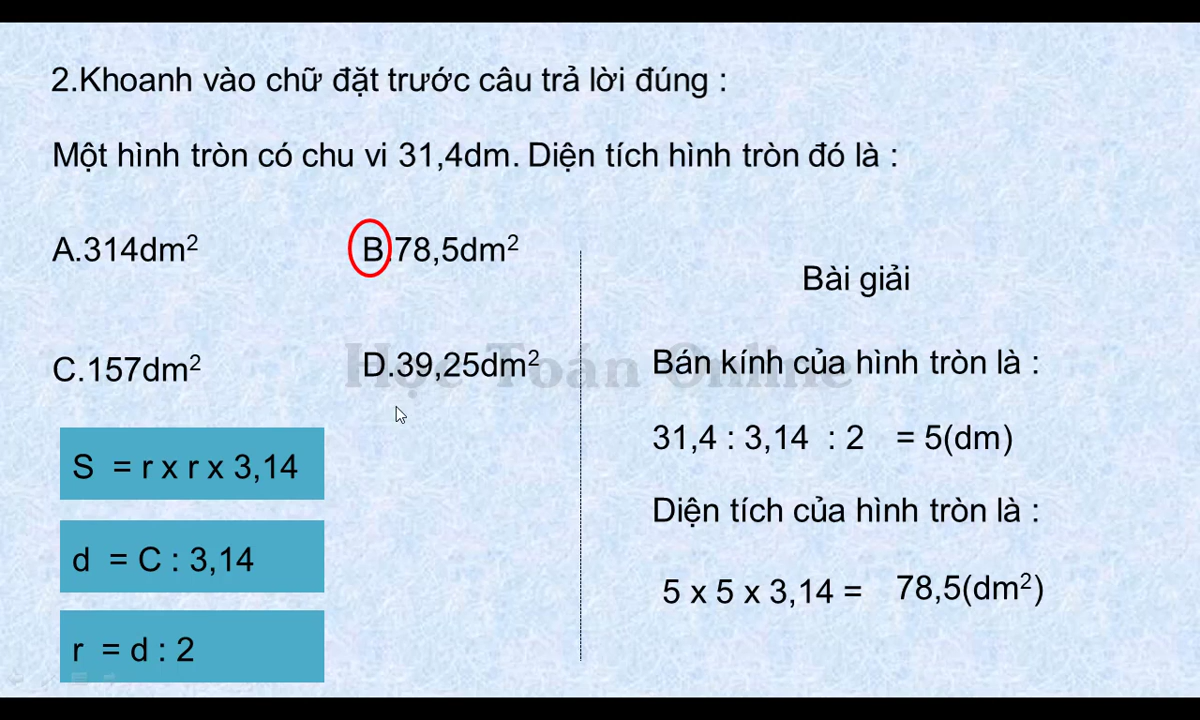 2.Khoanh vào chữ đặt trước câu trả lời đúng :
Một hình tròn có chu vi 31,4dm. Diện tích hình tròn đó là :
A.314dm²
B.78,5dm²
C.157dm²
D.39,25dm²
S = r x r x 3,14
d = C : 3,14
r = d : 2
Bài giải
Bán kính của hình tròn là :
31,4 : 3,14 : 2 = 5(dm)
Diện tích của hình tròn là :
5 x 5 x 3,14 = 78,5(dm²)
Học Toán Online